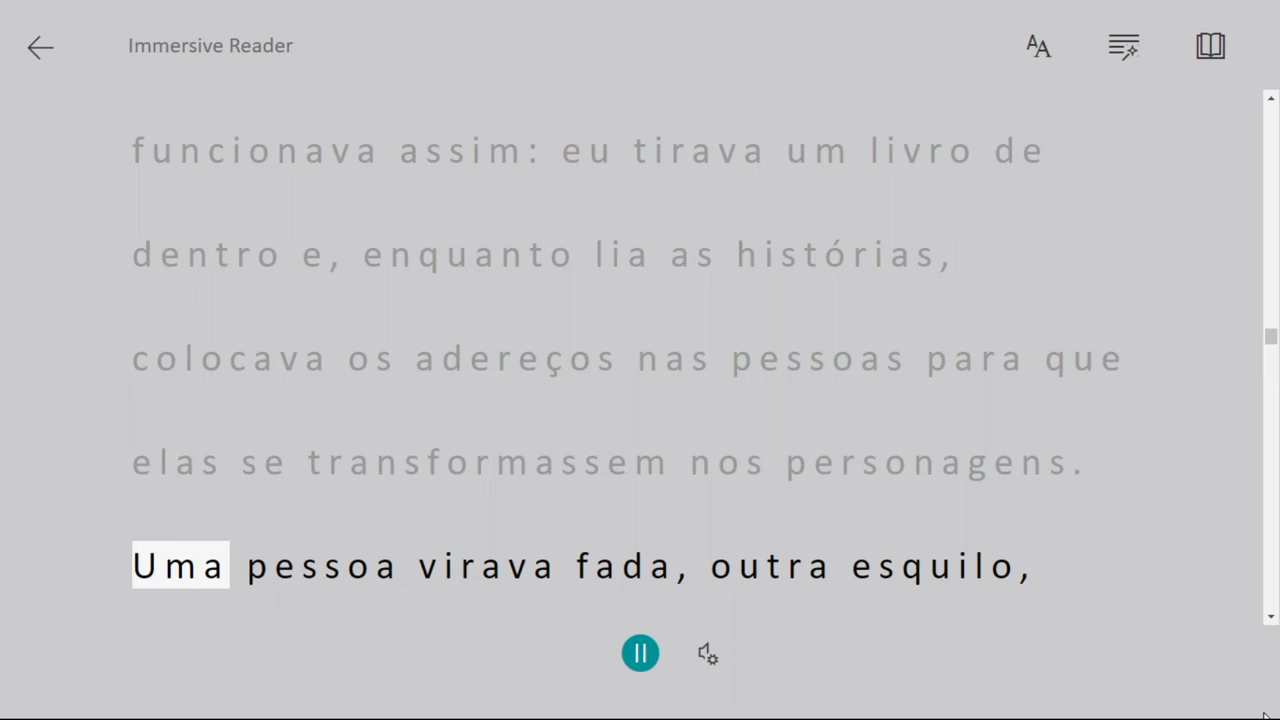 Immersive Reader
funcionava assim: eu tirava um livro de
dentro e, enquanto lia as histórias,
colocava os adereços nas pessoas para que
elas se transformassem nos personagens.
Uma pessoa virava fada, outra esquilo,